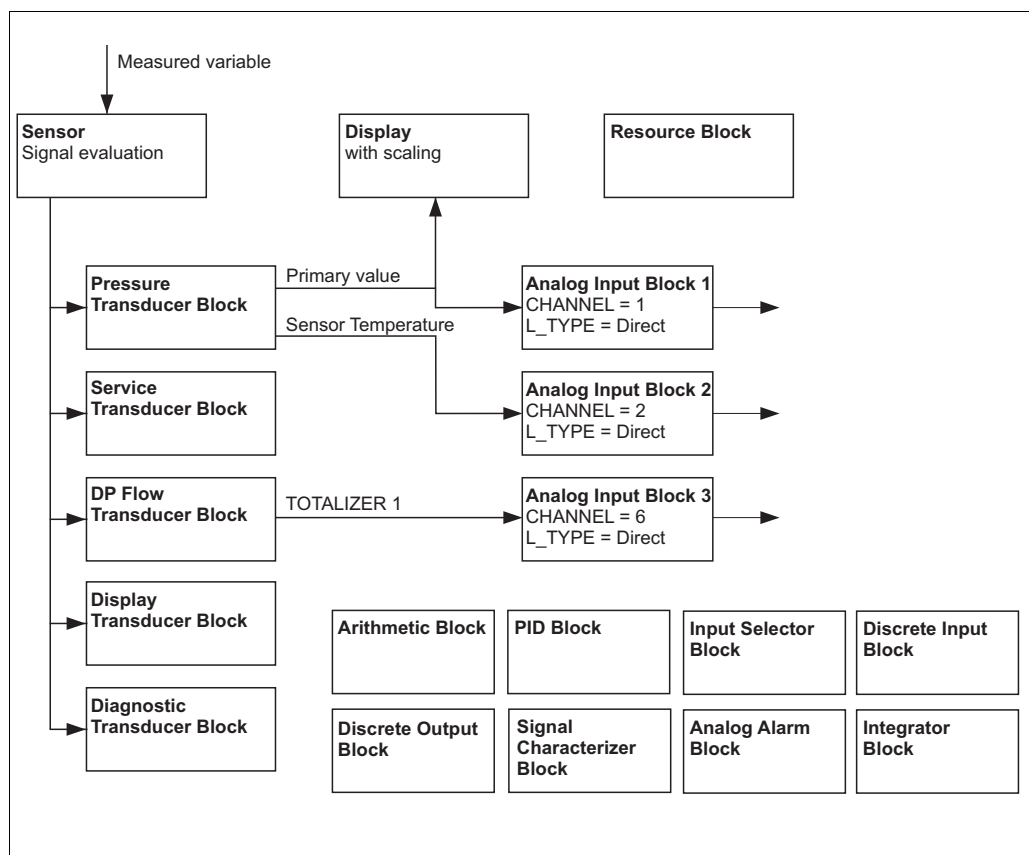 Measured variable
Sensor
Signal evaluation
Display
with scaling
Resource Block
Pressure
Transducer Block
Primary value
Sensor Temperature
Analog Input Block 1
CHANNEL = 1
L_TYPE = Direct
Service
Transducer Block
Analog Input Block 2
CHANNEL = 2
L_TYPE = Direct
DP Flow
Transducer Block
TOTALIZER 1
Analog Input Block 3
CHANNEL = 6
L_TYPE = Direct
Display
Transducer Block
Arithmetic Block
PID Block
Input Selector
Block
Discrete Input
Block
Diagnostic
Transducer Block
Discrete Output
Block
Signal
Characterizer
Block
Analog Alarm
Block
Integrator
Block